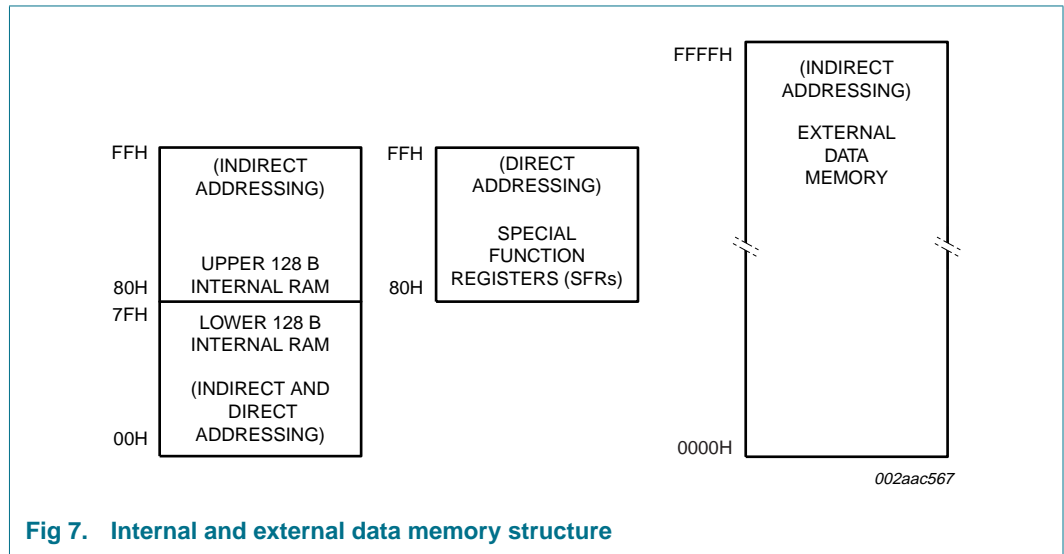 FFH
(INDIRECT
ADDRESSING)
UPPER 128 B
INTERNAL RAM
80H
7FH
LOWER 128 B
INTERNAL RAM
(INDIRECT AND
DIRECT
ADDRESSING)
00H
FFH
(DIRECT
ADDRESSING)
SPECIAL
FUNCTION
REGISTERS (SFRs)
80H
FFFFH
(INDIRECT
ADDRESSING)
EXTERNAL
DATA
MEMORY
0000H
002aac567
Fig 7. Internal and external data memory structure